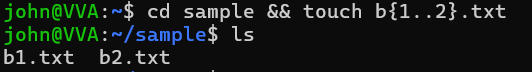 john@VVA:~$ cd sample && touch b{1..2}.txt
john@VVA:~/sample$ ls
b1.txt  b2.txt